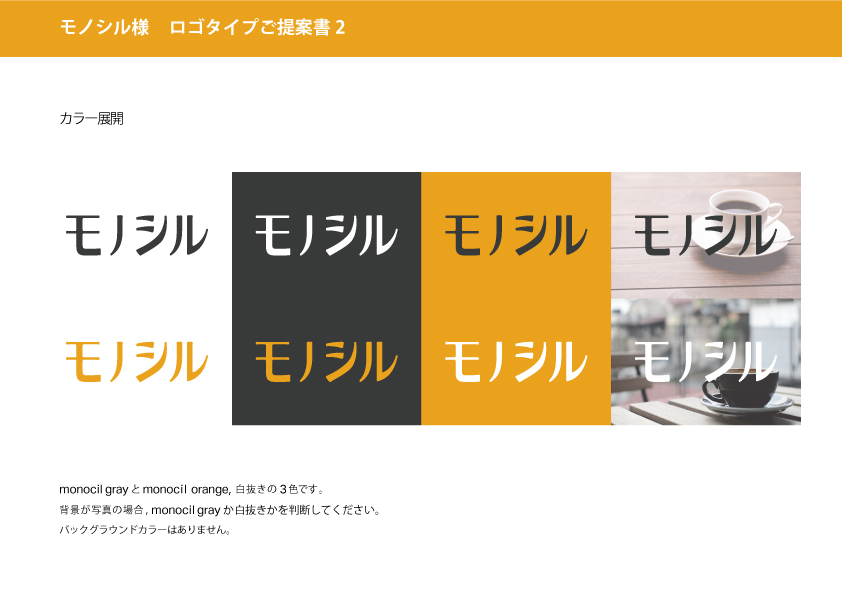 モノシル様　ロゴタイプご提案書 2
カラー展開
モノシル モノシル モノシル モノシル
モノシル モノシル モノシル モノシル
monocil gray と monocil orange, 白抜きの 3 色です。
背景が写真の場合 , monocil gray か白抜きかを判断してください。
バックグラウンドカラーはありません。